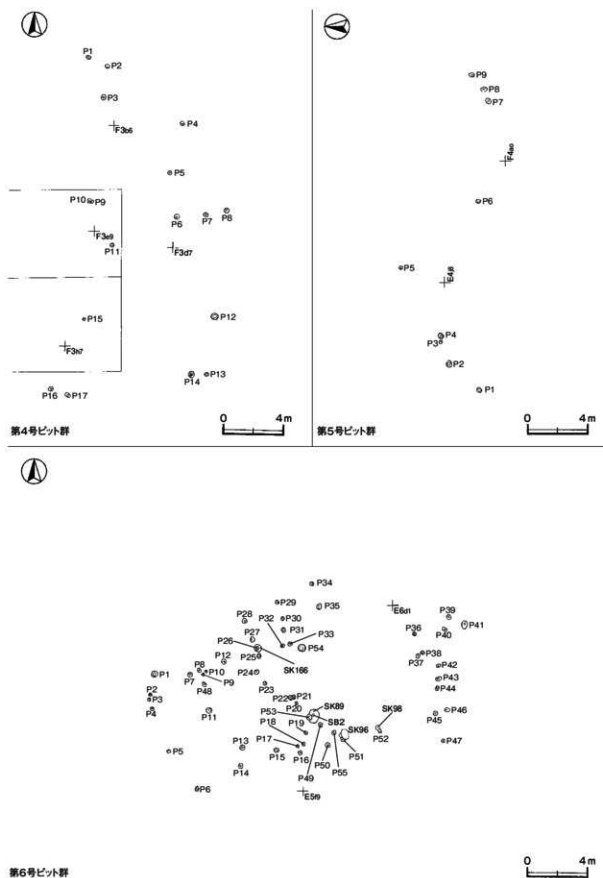 P1
P2
P3
F3b6
P4
P5
P10 P9
P6 P7 P8
F3e9
P11
F3d7
P15
P12
F3h7
P14 P13
P16 P17
0 4m
第4号ピット群
P9
P8
P7
F4a0
P6
P5
E4j8
P4
P3
P2
P1
0 4m
第5号ピット群
P34
P29
P35
E6d1
P28
P32
P30
P39
P31
P36
P41
P27
P33
P40
P26
P54
P12
P25
SK166
P38
P37
P8
P42
P1
P7
P10
P24
P43
P9
P48
P23
P44
P2
P22 P21
P3
P20
SK89
SK98
P4
P11
P53
P45
P46
SB2
P18
P19
SK96
P52
P47
P5
P13
P17
P15
P16
P50
P51
P14
P49
P55
P6
E5f9
0 4m
第6号ピット群